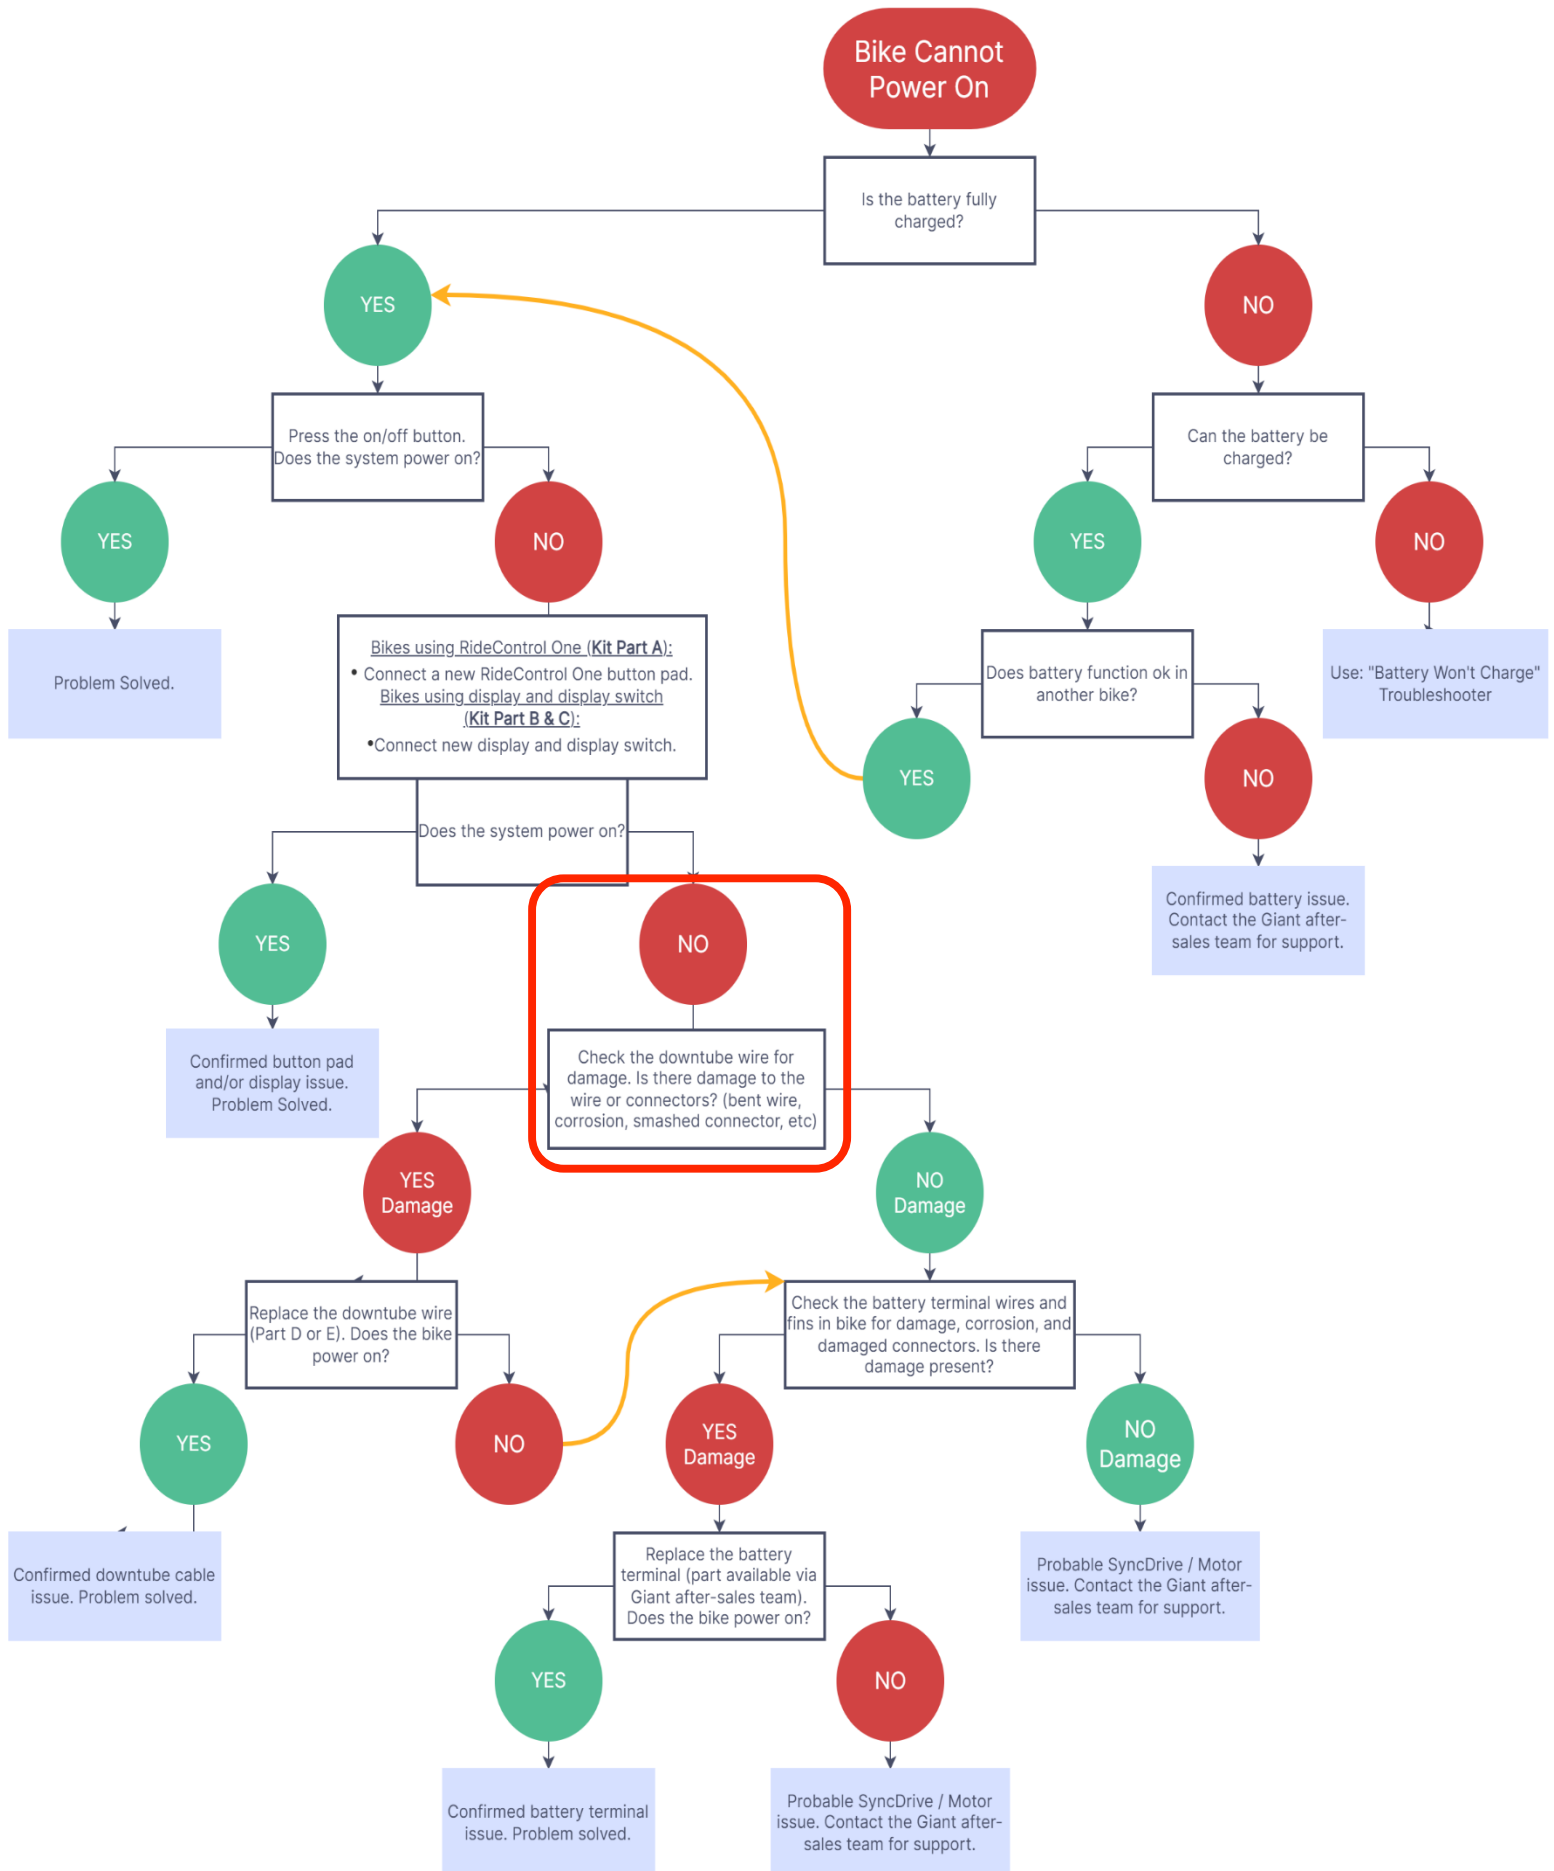 Bike Cannot
Power On
Is the battery fully
charged?
YES
NO
Press the on/off button.
Does the system power on?
Can the battery be
charged?
YES
NO
YES
NO
Problem Solved.
Bikes using RideControl One (Kit Part A):
• Connect a new RideControl One button pad.
Bikes using display and display switch
(Kit Part B & C):
•Connect new display and display switch.
Does battery function ok in
another bike?
Use: "Battery Won't Charge"
Troubleshooter
YES
NO
Does the system power on?
YES
NO
Confirmed battery issue.
Contact the Giant after-
sales team for support.
Confirmed button pad
and/or display issue.
Problem Solved.
Check the downtube wire for
damage. Is there damage to the
wire or connectors? (bent wire,
corrosion, smashed connector, etc)
YES
Damage
NO
Damage
Replace the downtube wire
(Part D or E). Does the bike
power on?
Check the battery terminal wires and
fins in bike for damage, corrosion, and
damaged connectors. Is there
damage present?
YES
NO
YES
Damage
NO
Damage
Confirmed downtube cable
issue. Problem solved.
Replace the battery
terminal (part available via
Giant after-sales team).
Does the bike power on?
Probable SyncDrive / Motor
issue. Contact the Giant after-
sales team for support.
YES
NO
Confirmed battery terminal
issue. Problem solved.
Probable SyncDrive / Motor
issue. Contact the Giant after-
sales team for support.